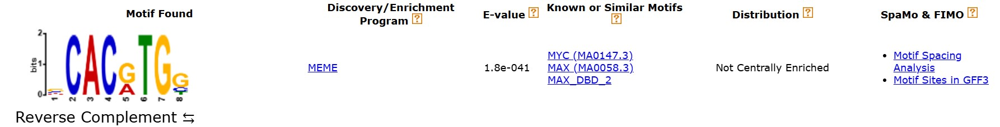 Motif Found
Discovery/Enrichment
Program ?
E-value ?
Known or Similar Motifs
?
Distribution ?
SpaMo & FIMO ?
2
bits
1
0
CACGTGG
A
1 2 3 4 5 6 7 8
MEME
1.8e-041
MYC (MA0147.3)
MAX (MA0058.3)
MAX_DBD_2
Not Centrally Enriched
• Motif Spacing
Analysis
• Motif Sites in GFF3
Reverse Complement ⇆